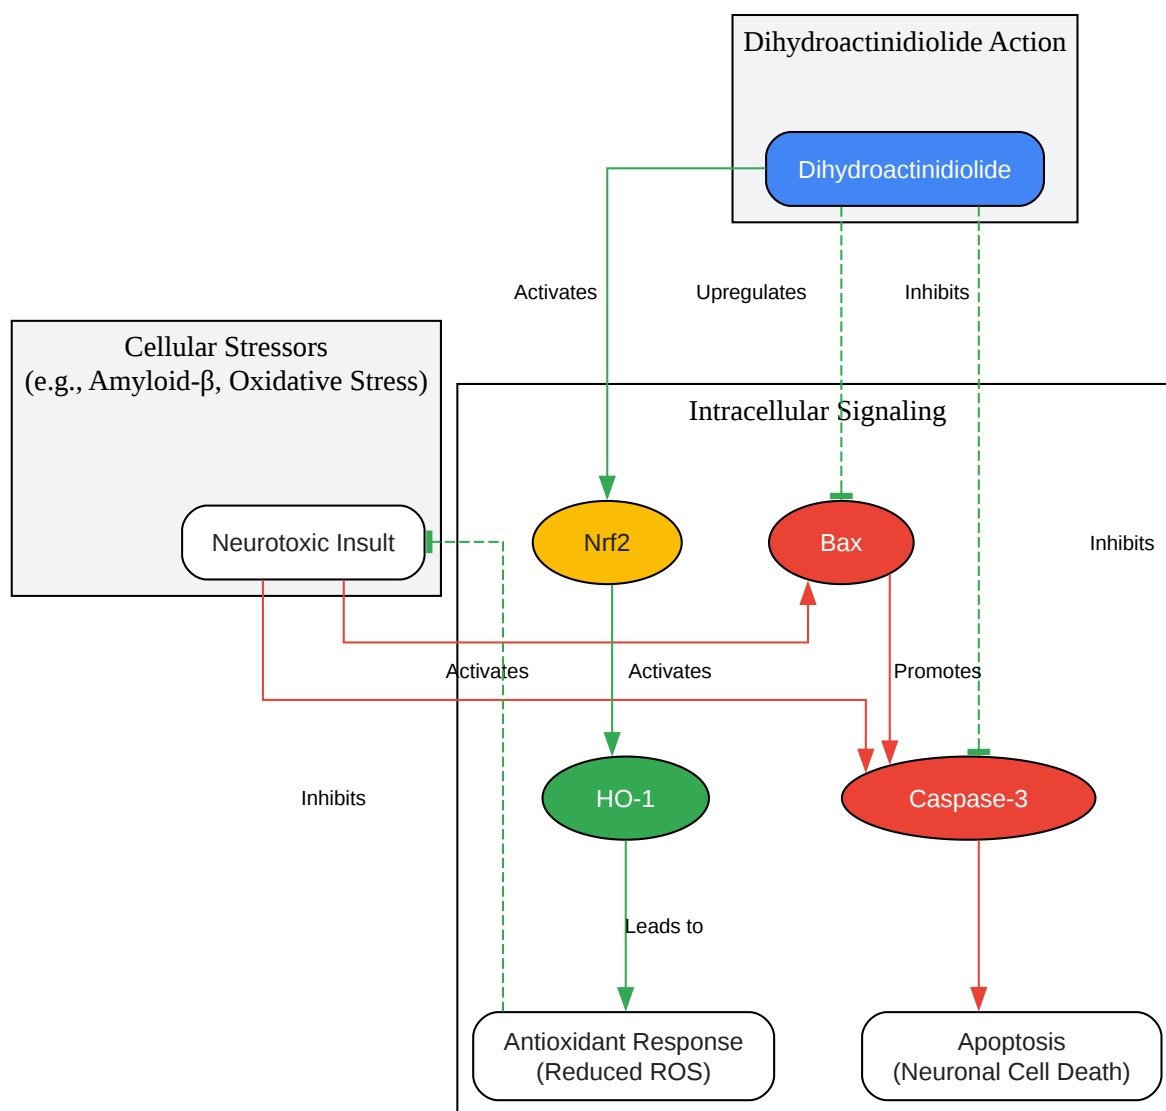 Dihydroactinidiolide Action
Dihydroactinidiolide
Activates
Upregulates
Inhibits
Cellular Stressors
(e.g., Amyloid-β, Oxidative Stress)
Intracellular Signaling
Neurotoxic Insult
Nrf2
Bax
Inhibits
Activates
Activates
Promotes
Inhibits
HO-1
Caspase-3
Leads to
Antioxidant Response
(Reduced ROS)
Apoptosis
(Neuronal Cell Death)